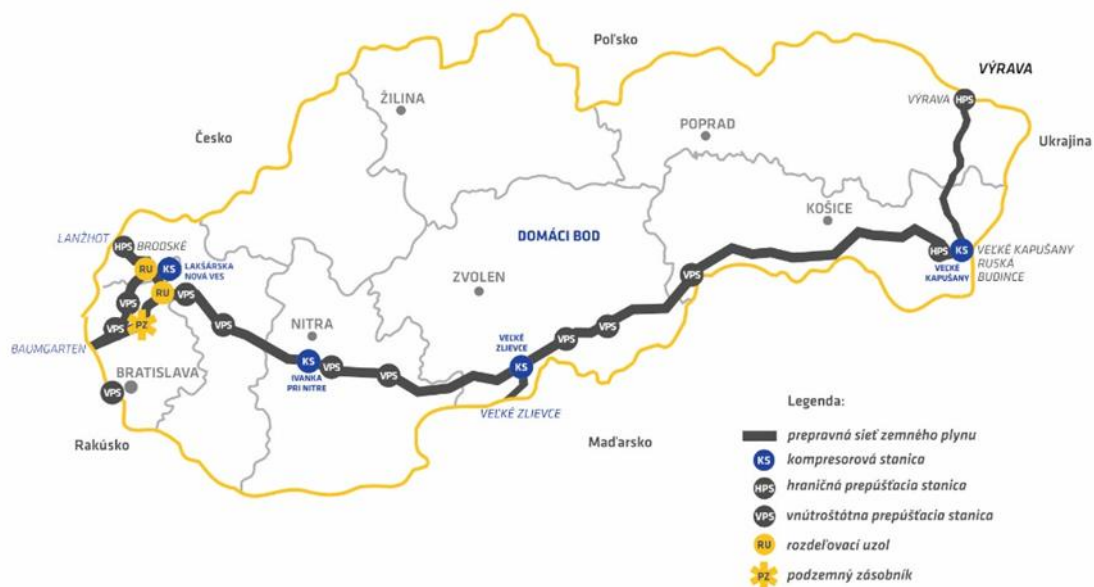 Poľsko
VÝRAVA
ŽILINA
VÝRAVA
HPS
POPRAD
Ukrajina
Česko
KOŠICE
LANŽHOT
HPS
BRODSKÉ
DOMÁCI BOD
HPS
KS
VEĽKÉ KAPUŠANY
RUSKÁ
BUDINCE
VEĽKÉ
KAPUŠANY
RU
KS
LAKŠÁRSKA
NOVÁ VES
ZVOLEN
VPS
RU
VPS
VPS
VPS
PZ
VPS
NITRA
VPS
VPS
BAUMGARTEN
VEĽKÉ
ZLIEVCE
KS
KS
VPS
VPS
IVANKA
PRI NITRE
BRATISLAVA
VPS
VEĽKÉ ZLIEVCE
Rakúsko
Maďarsko
Legenda:
prepravná sieť zemného plynu
KS kompresorová stanica
HPS hraničná prepúšťacia stanica
VPS vnútroštátna prepúšťacia stanica
RU rozdeľovací uzol
PZ podzemný zásobník